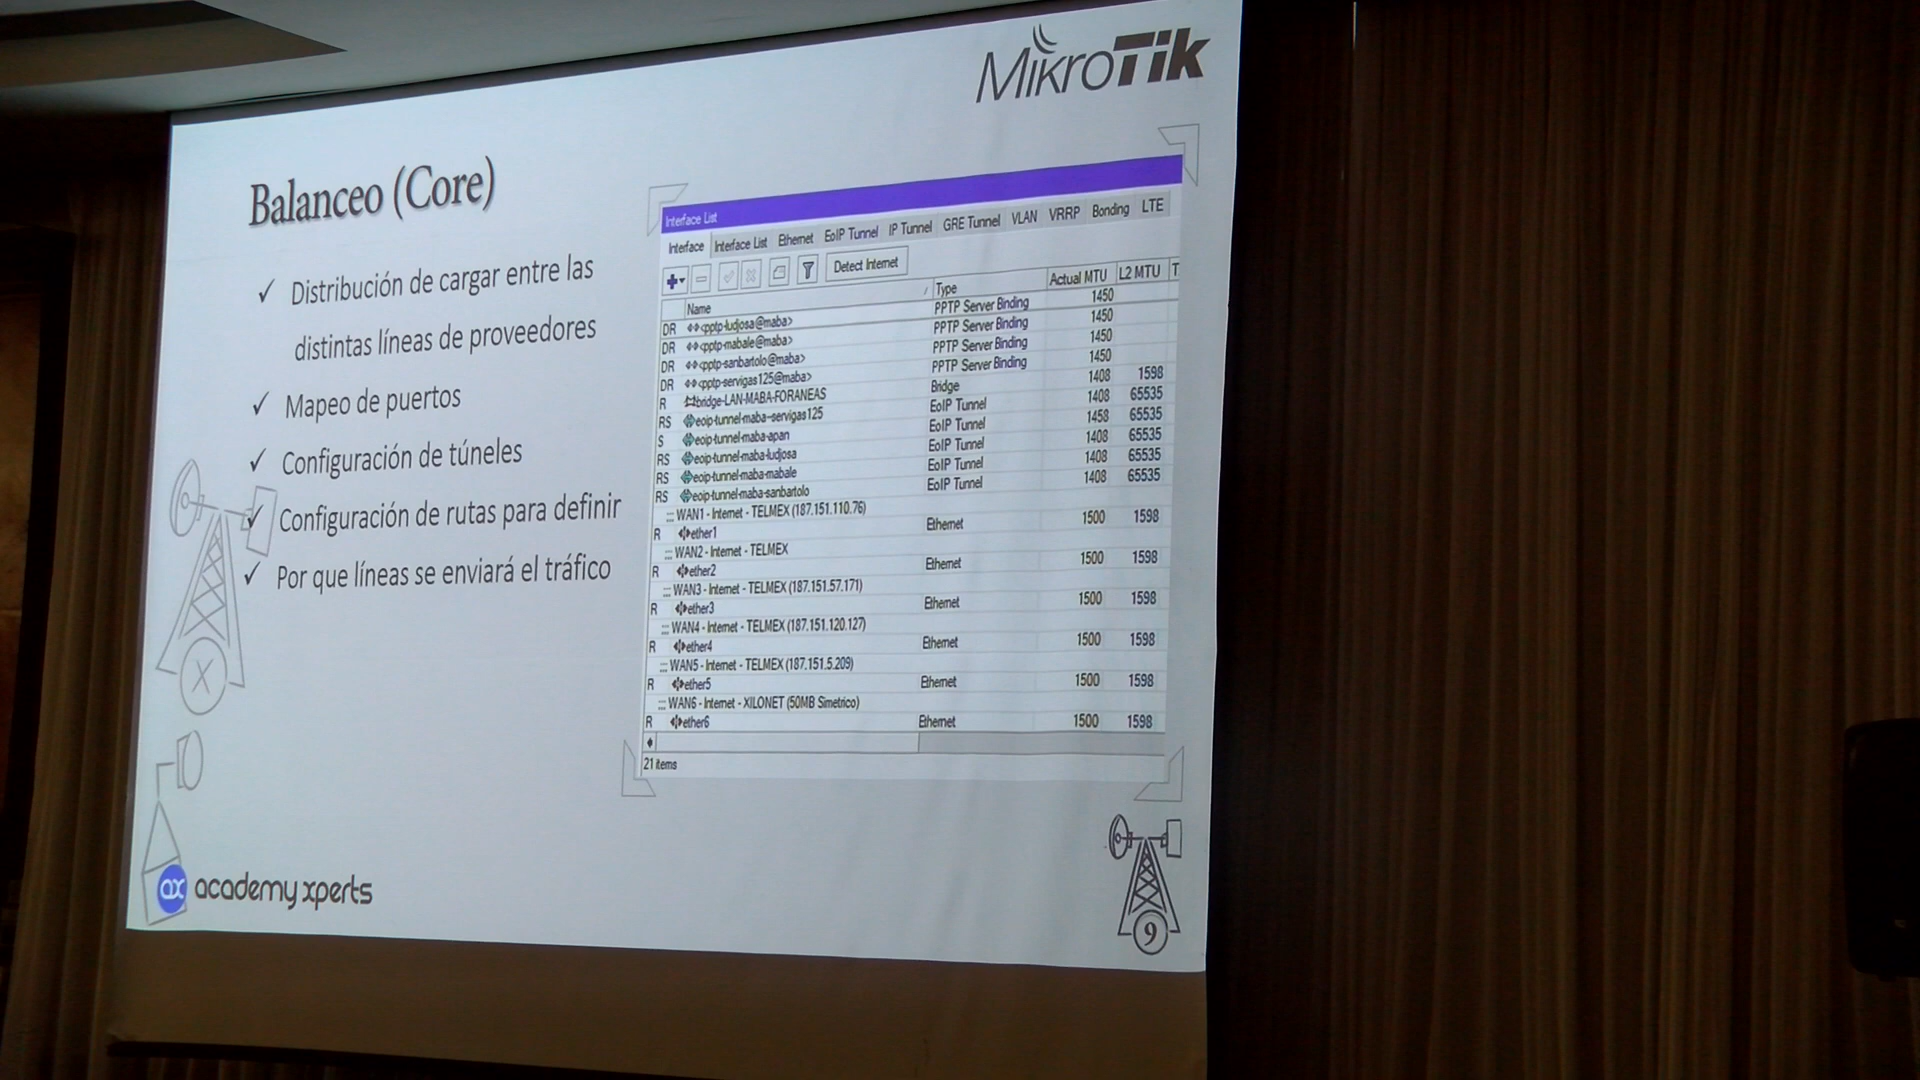 MikroTik
Balanceo (Core)
✓ Distribución de cargar entre las
distintas líneas de proveedores
✓ Mapeo de puertos
✓ Configuración de túneles
✓ Configuración de rutas para definir
✓ Por que líneas se enviará el tráfico
Interface List
Interface Interface List Ethernet EoIP Tunnel IP Tunnel GRE Tunnel VLAN VRRP Bonding LTE
Detect Internet
Name / Type Actual MTU L2 MTU T
DR <pptp-ludjosa@maba> PPTP Server Binding 1450
DR <pptp-mabale@maba> PPTP Server Binding 1450
DR <pptp-sanbartolo@maba> PPTP Server Binding 1450
DR <pptp-servigas125@maba> PPTP Server Binding 1450
R bridge-LAN-MABA-FORANEAS Bridge 1408 1598
RS eoip-tunnel-maba--servigas125 EoIP Tunnel 1408 65535
S eoip-tunnel-maba-apan EoIP Tunnel 1458 65535
RS eoip-tunnel-maba-ludjosa EoIP Tunnel 1408 65535
RS eoip-tunnel-maba-mabale EoIP Tunnel 1408 65535
RS eoip-tunnel-maba-sanbartolo EoIP Tunnel 1408 65535
::: WAN1 - Internet - TELMEX (187.151.110.76)
R ether1 Ethernet 1500 1598
::: WAN2 - Internet - TELMEX
R ether2 Ethernet 1500 1598
::: WAN3 - Internet - TELMEX (187.151.57.171)
R ether3 Ethernet 1500 1598
::: WAN4 - Internet - TELMEX (187.151.120.127)
R ether4 Ethernet 1500 1598
::: WAN5 - Internet - TELMEX (187.151.5.209)
R ether5 Ethernet 1500 1598
::: WAN6 - Internet - XILONET (50MB Simetrico)
R ether6 Ethernet 1500 1598
21 items
X
ax academy xperts
9